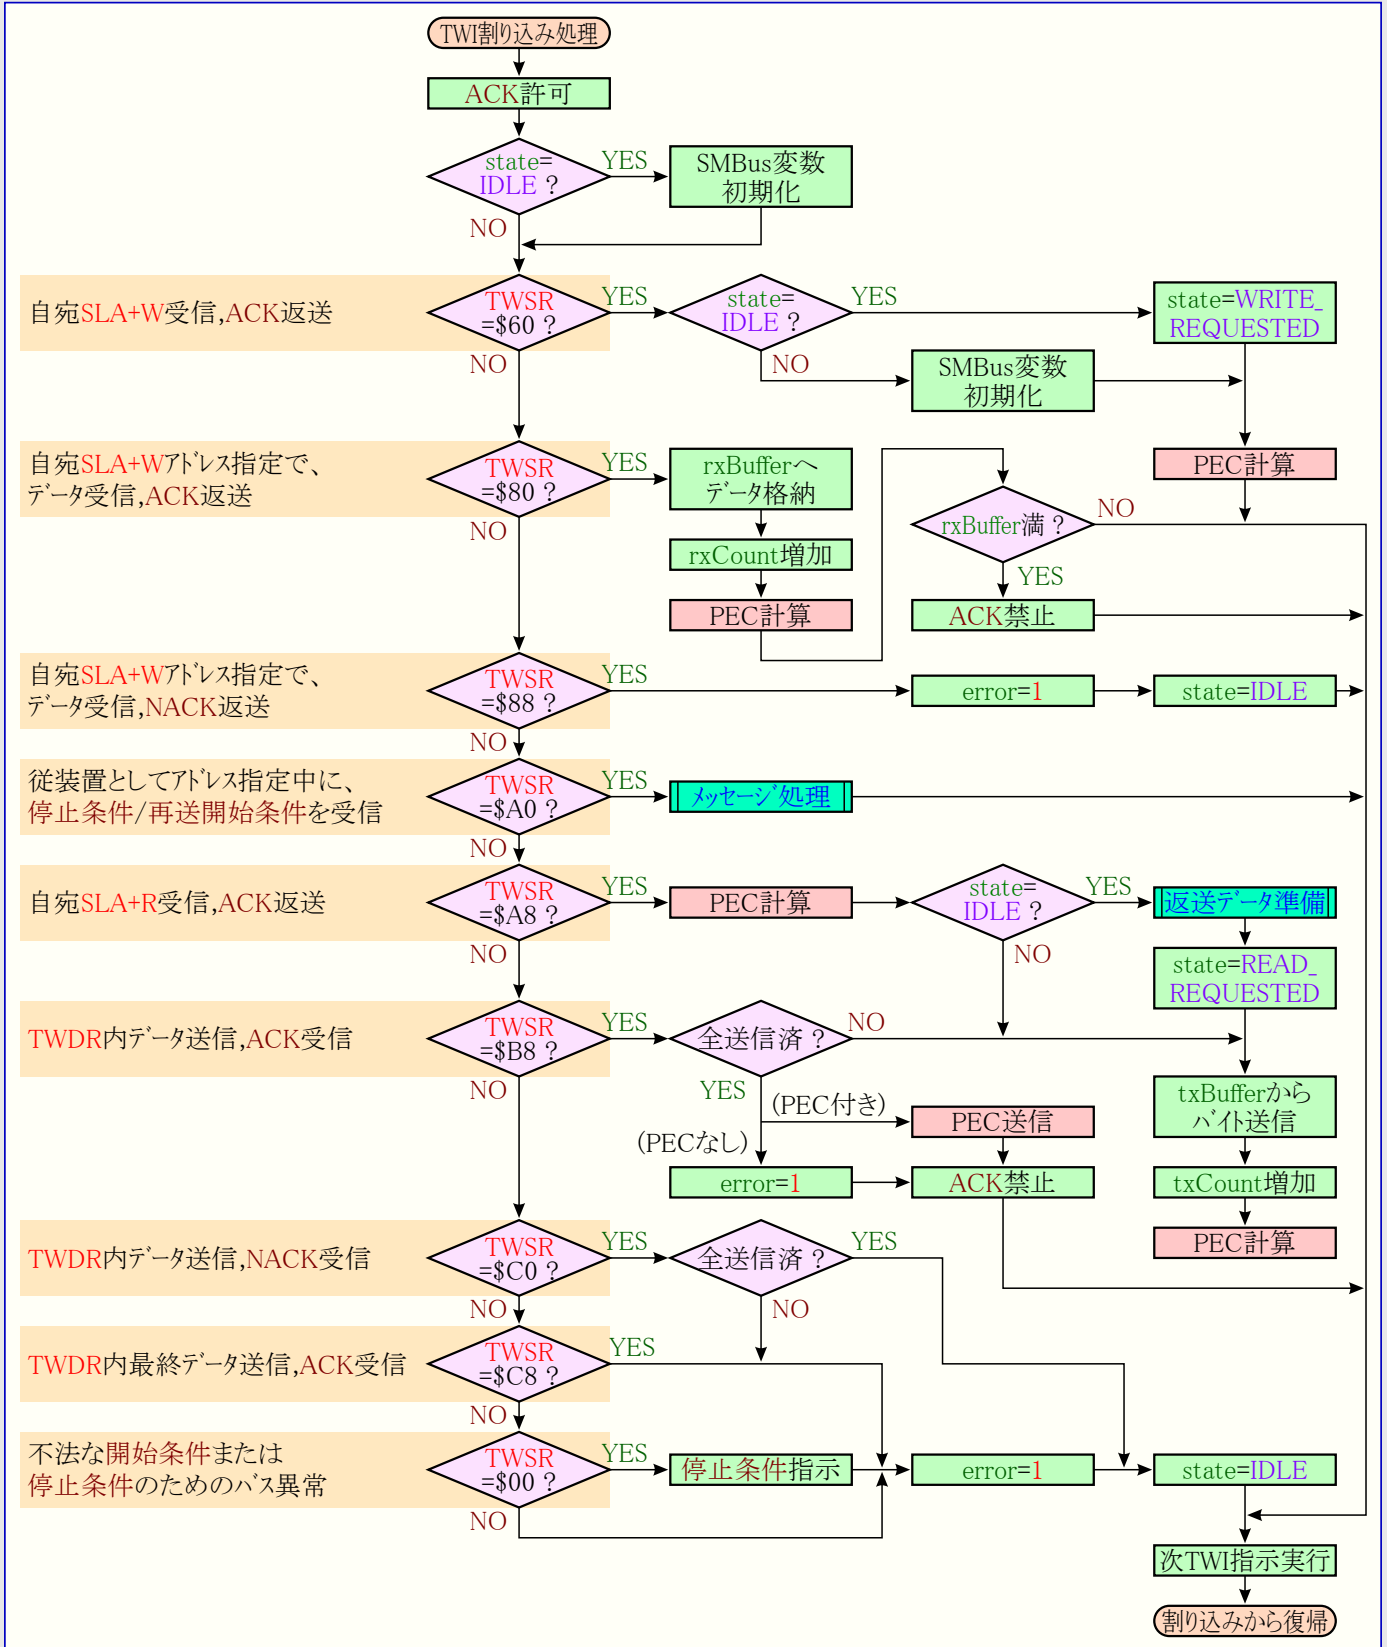 TWI割り込み処理
ACK許可
state=
IDLE ?
YES
SMBus変数
初期化
NO
自宛SLA+W受信,ACK返送
TWSR
=$60 ?
YES
state=
IDLE ?
YES
state=WRITE_
REQUESTED
NO
NO
SMBus変数
初期化
自宛SLA+Wアドレス指定で、
データ受信,ACK返送
TWSR
=$80 ?
YES
rxBufferへ
データ格納
PEC計算
rxBuffer満 ?
NO
NO
rxCount増加
YES
PEC計算
ACK禁止
自宛SLA+Wアドレス指定で、
データ受信,NACK返送
TWSR
=$88 ?
YES
error=1
state=IDLE
NO
従装置としてアドレス指定中に、
停止条件/再送開始条件を受信
TWSR
=$A0 ?
YES
メッセージ処理
NO
自宛SLA+R受信,ACK返送
TWSR
=$A8 ?
YES
PEC計算
state=
IDLE ?
YES
返送データ準備
NO
NO
state=READ_
REQUESTED
TWDR内データ送信,ACK受信
TWSR
=$B8 ?
YES
全送信済 ?
NO
NO
YES
(PEC付き)
PEC送信
txBufferから
バイト送信
(PECなし)
error=1
ACK禁止
txCount増加
PEC計算
TWDR内データ送信,NACK受信
TWSR
=$C0 ?
YES
全送信済 ?
YES
NO
NO
TWDR内最終データ送信,ACK受信
TWSR
=$C8 ?
YES
NO
不法な開始条件または
停止条件のためのバス異常
TWSR
=$00 ?
YES
停止条件指示
error=1
state=IDLE
NO
次TWI指示実行
割り込みから復帰